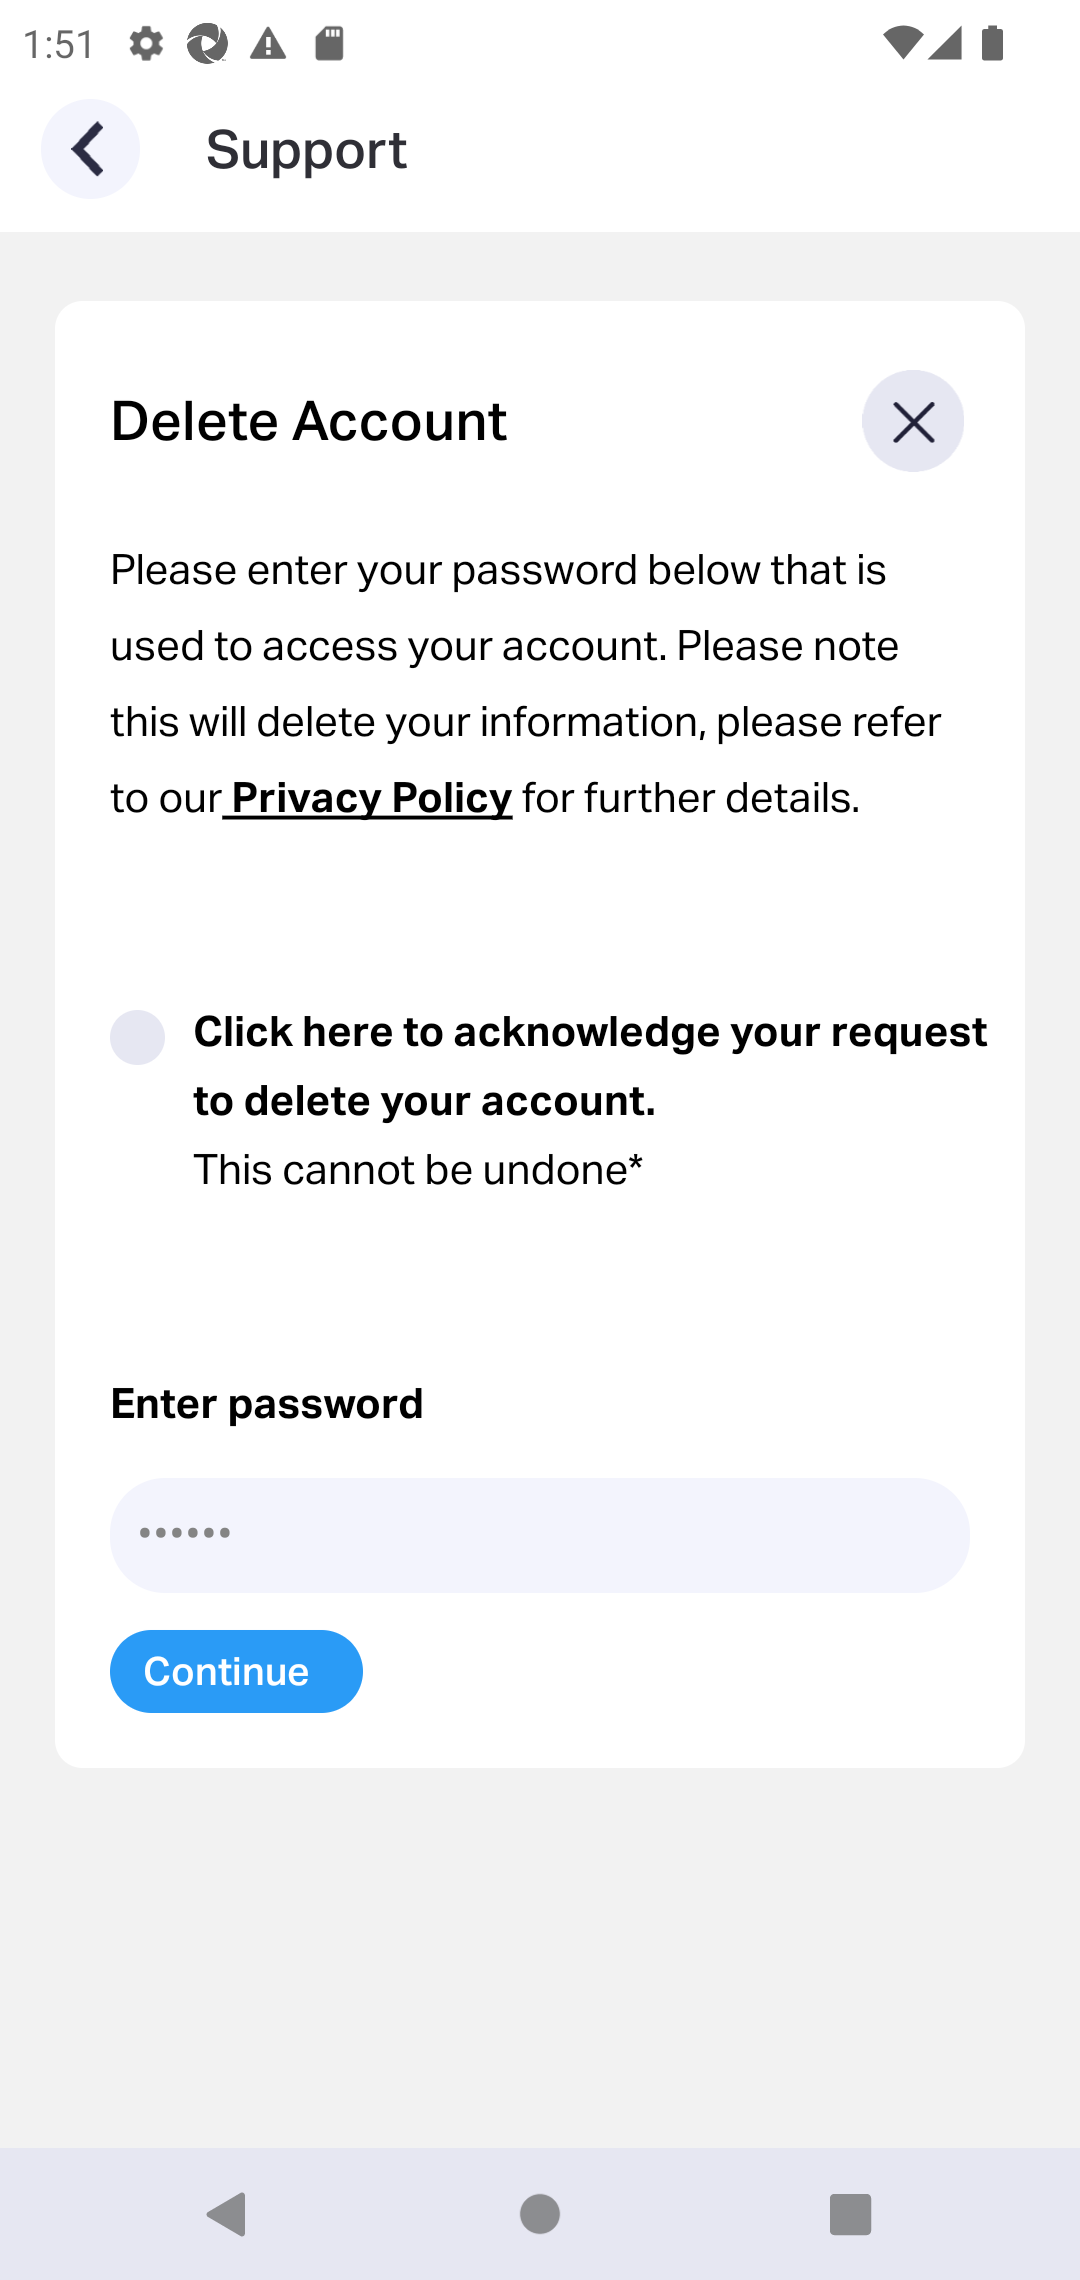 1:51
Support
Delete Account
Please enter your password below that is
used to access your account. Please note
this will delete your information, please refer
to our Privacy Policy for further details.
Click here to acknowledge your request
to delete your account.
This cannot be undone*
Enter password
••••••
Continue